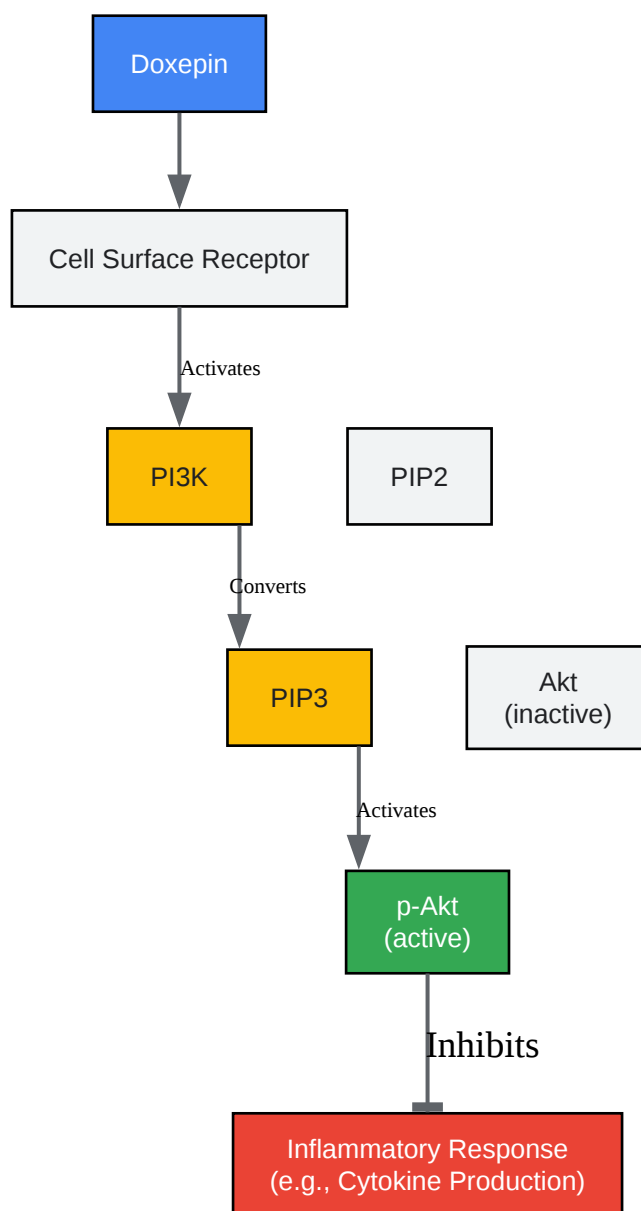 Doxepin
Cell Surface Receptor
Activates
PI3K
PIP2
Converts
PIP3
Akt
(inactive)
Activates
p-Akt
(active)
Inhibits
Inflammatory Response
(e.g., Cytokine Production)